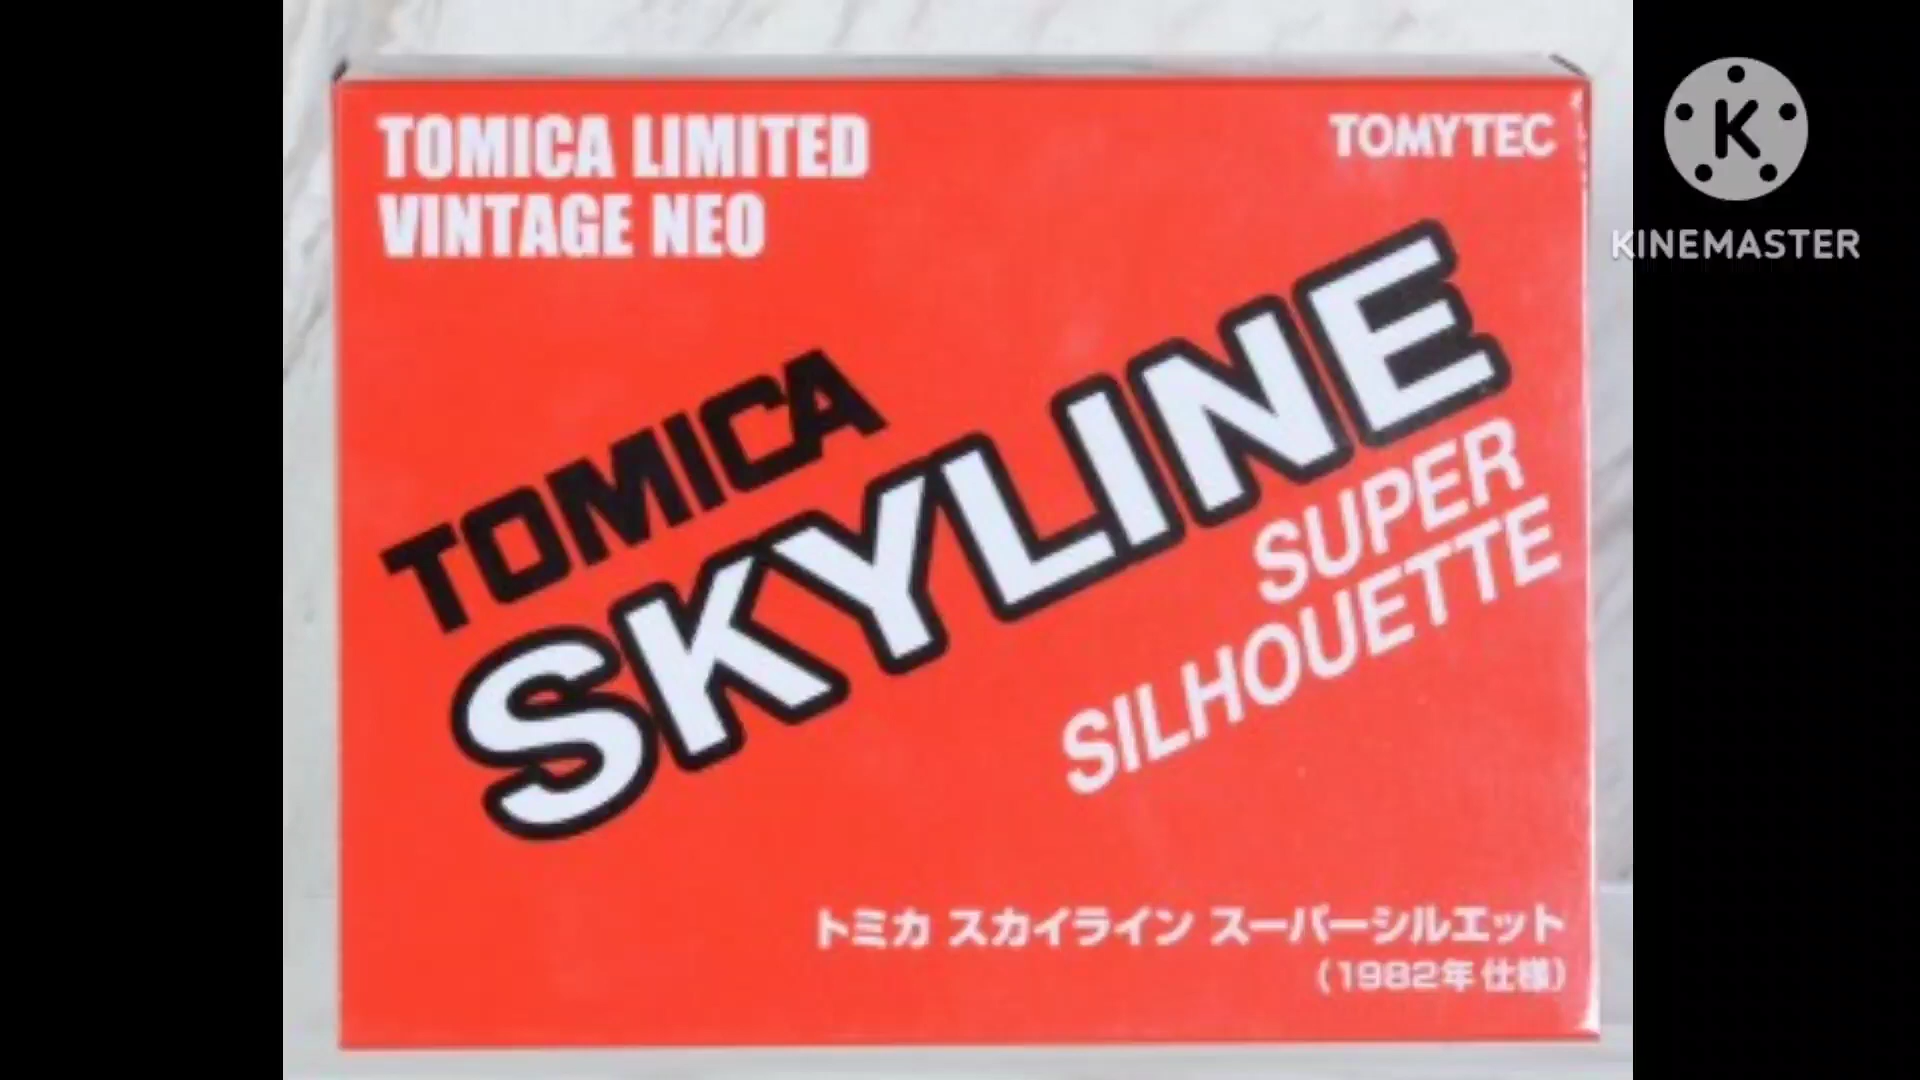 TOMICA LIMITED
VINTAGE NEO
TOMYTEC
K
KINEMASTER
TOMICA
SKYLINE
SUPER
SILHOUETTE
トミカ スカイライン スーパーシルエット
(1982年仕様)